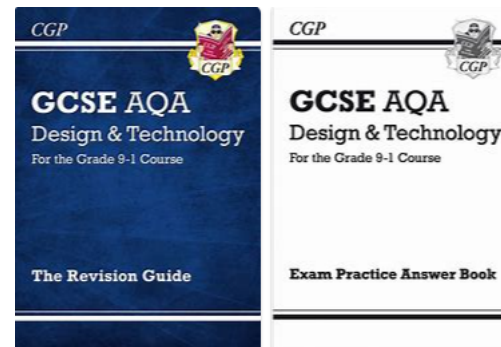 CGP
CGP
GCSE AQA
Design & Technology
For the Grade 9-1 Course
The Revision Guide
CGP
CGP
GCSE AQA
Design & Technology
For the Grade 9-1 Course
Exam Practice Answer Book